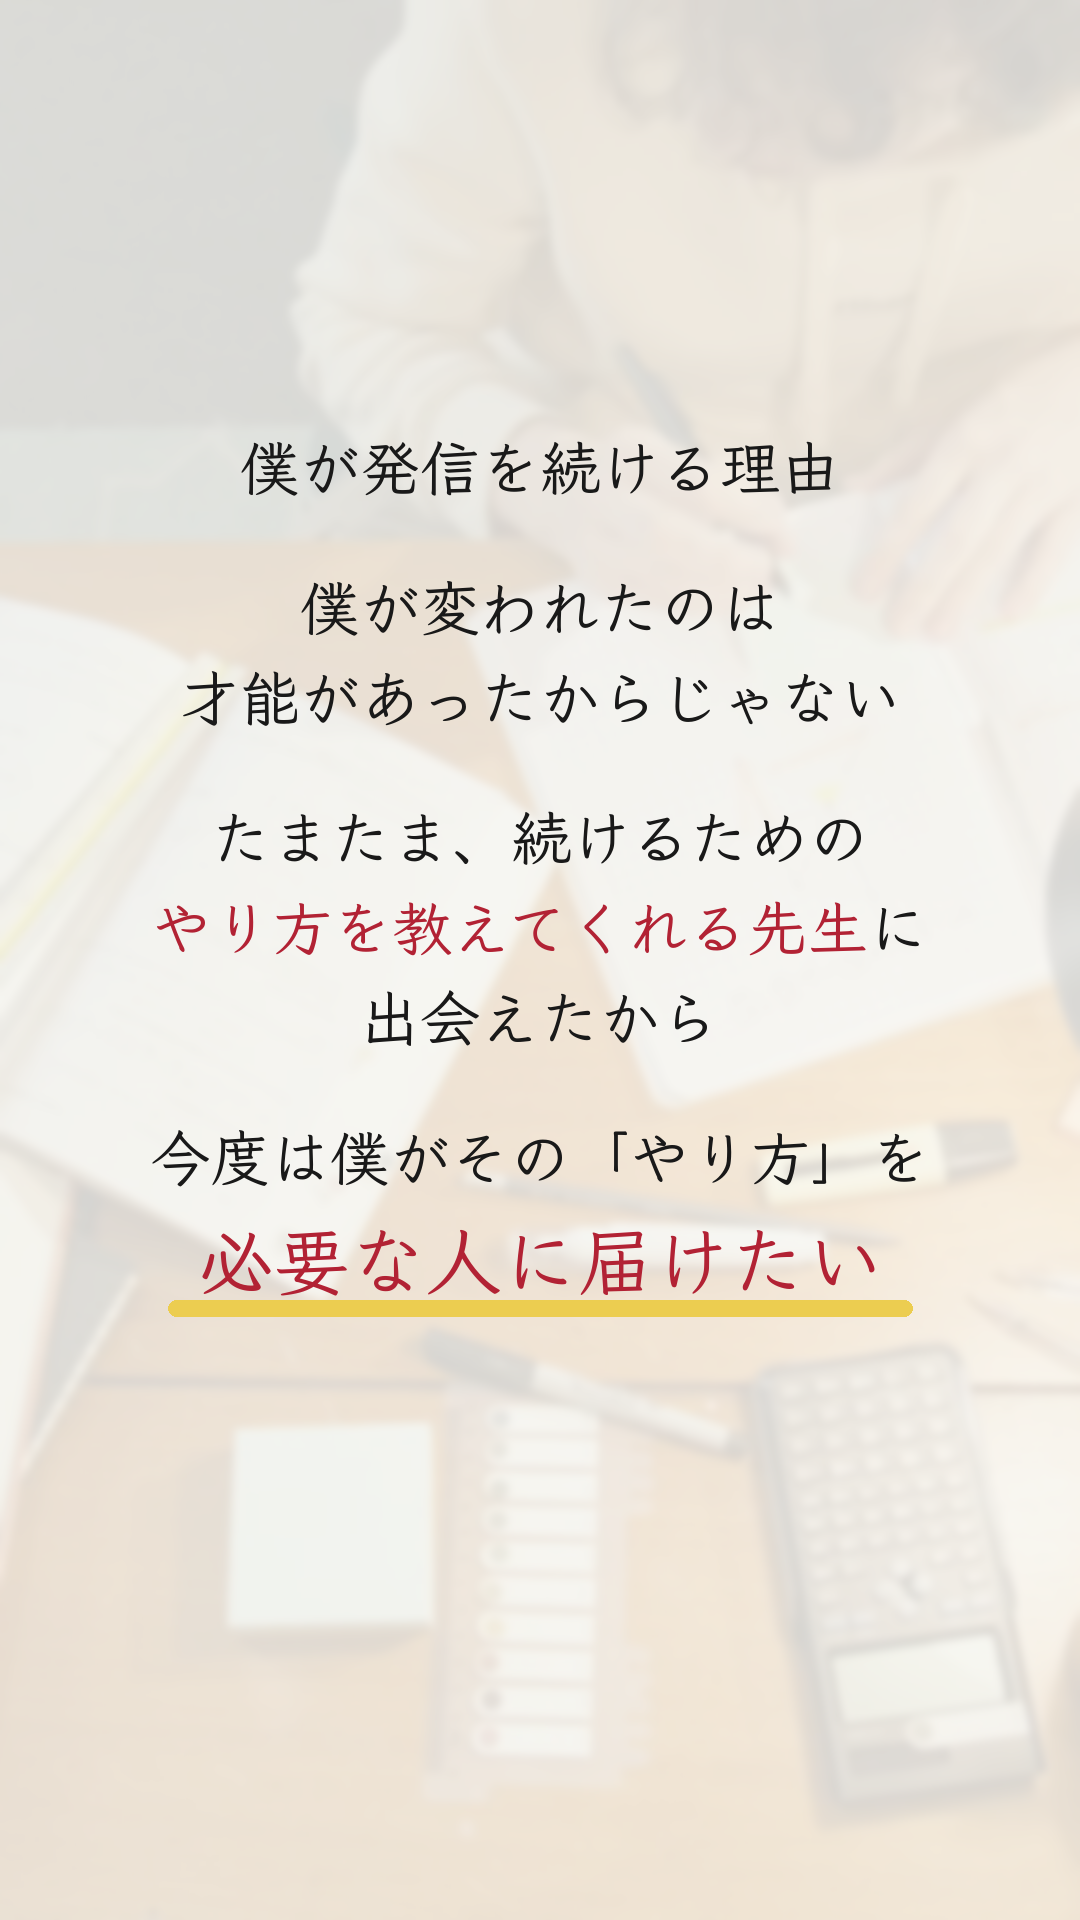 僕が発信を続ける理由
僕が変われたのは
才能があったからじゃない
たまたま、続けるための
やり方を教えてくれる先生に
出会えたから
今度は僕がその「やり方」を
必要な人に届けたい